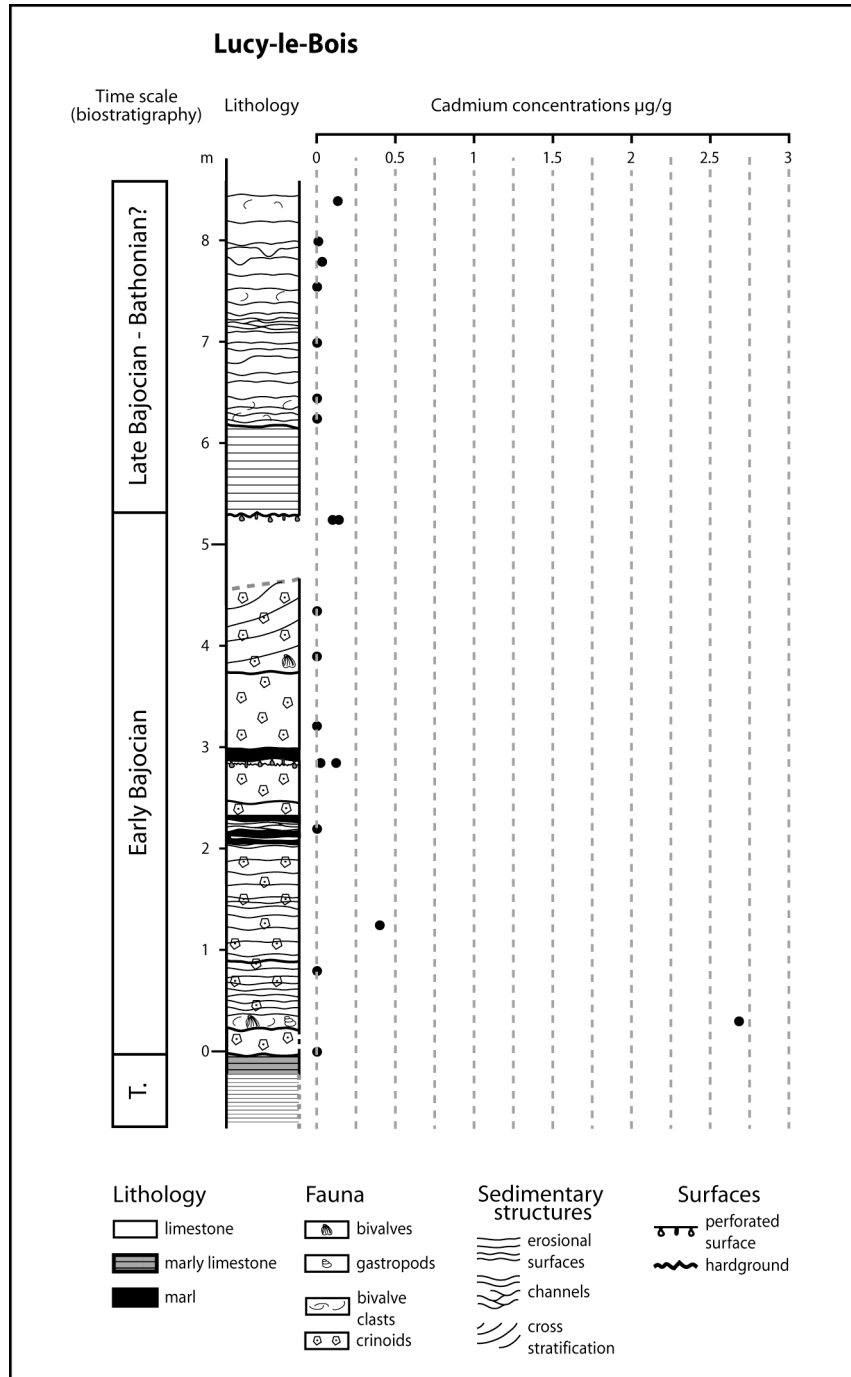 Lucy-le-Bois
Time scale
(biostratigraphy)
Lithology
Cadmium concentrations µg/g
m
0
0.5
1
1.5
2
2.5
3
8
7
6
5
4
3
2
1
0
Late Bajocian - Bathonian?
Early Bajocian
T.
Lithology
limestone
marly limestone
marl
Fauna
bivalves
gastropods
bivalve
clasts
crinoids
Sedimentary
structures
erosional
surfaces
channels
cross
stratification
Surfaces
perforated
surface
hardground